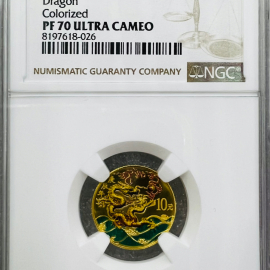 Dragon
Colorized
PF 70 ULTRA CAMEO
8197618-026
NUMISMATIC GUARANTY COMPANY NGC
10元